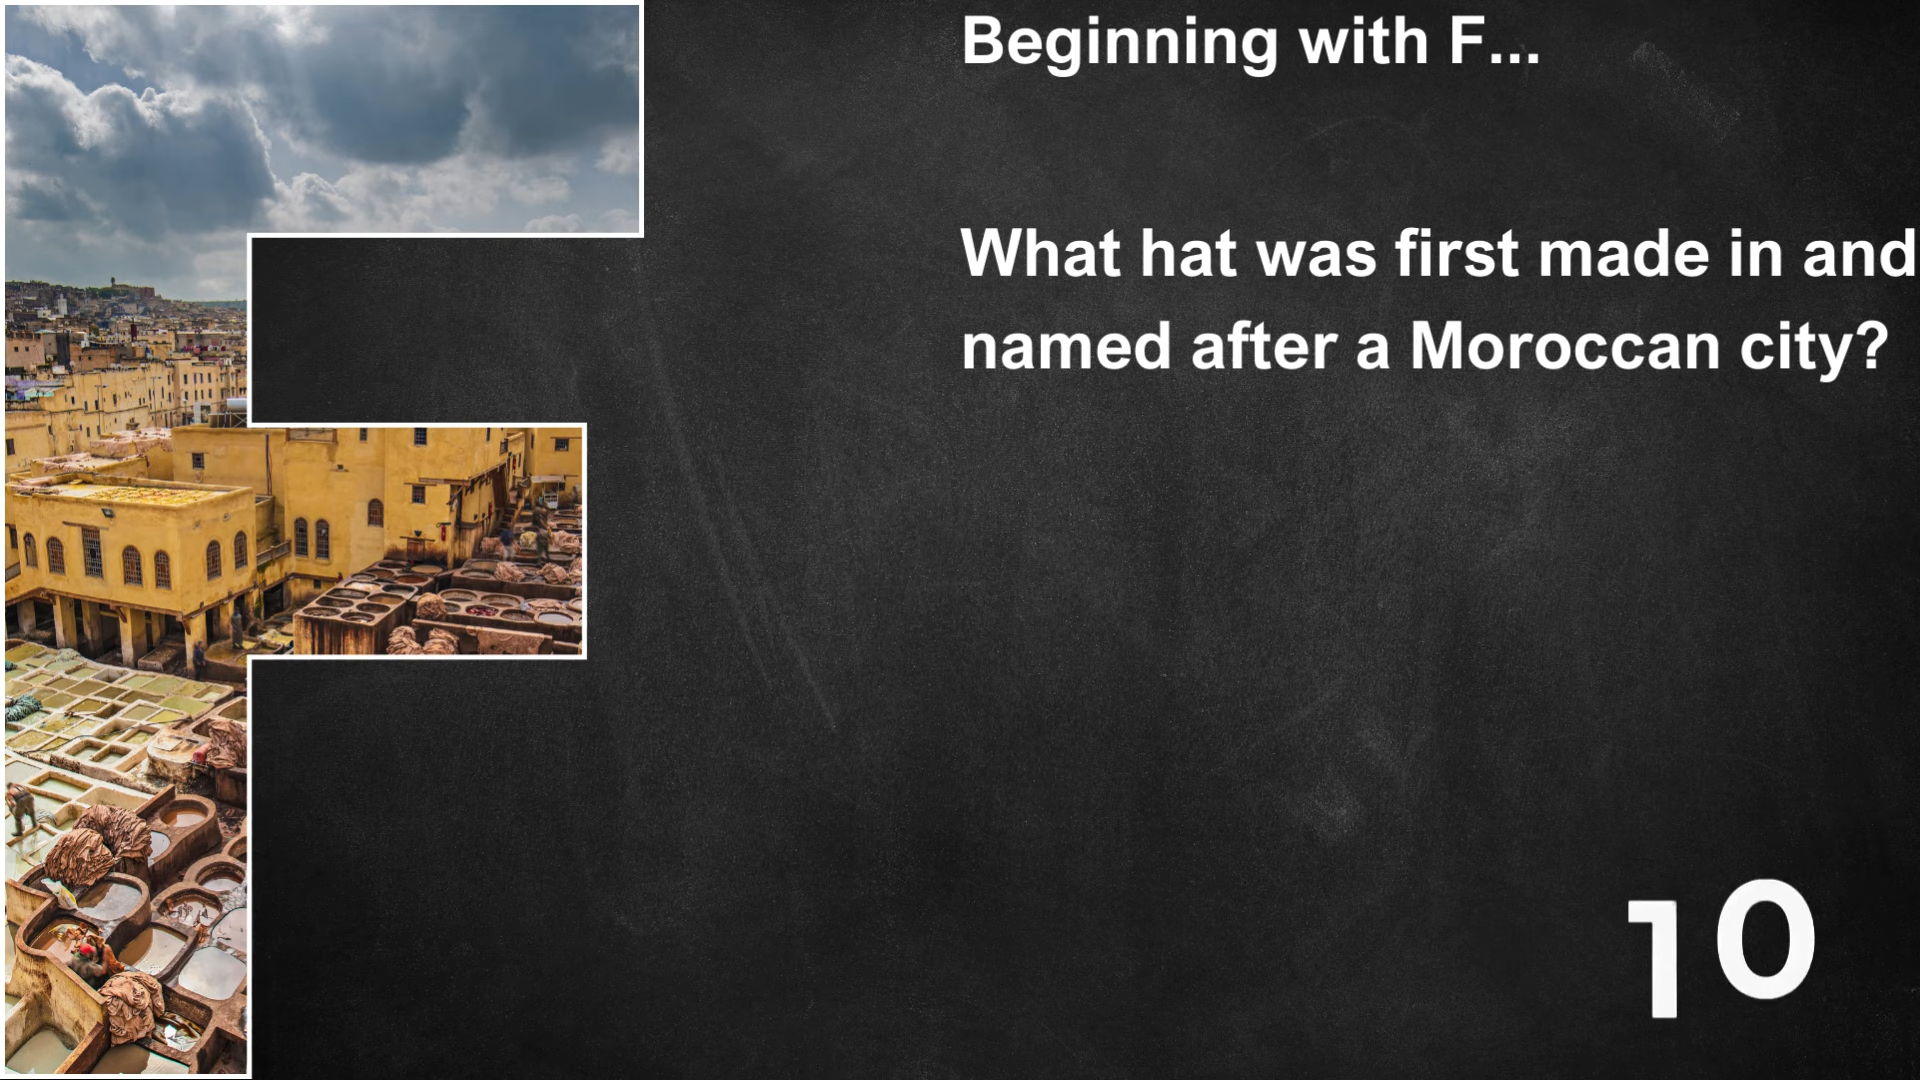 Beginning with F...
What hat was first made in and
named after a Moroccan city?
10